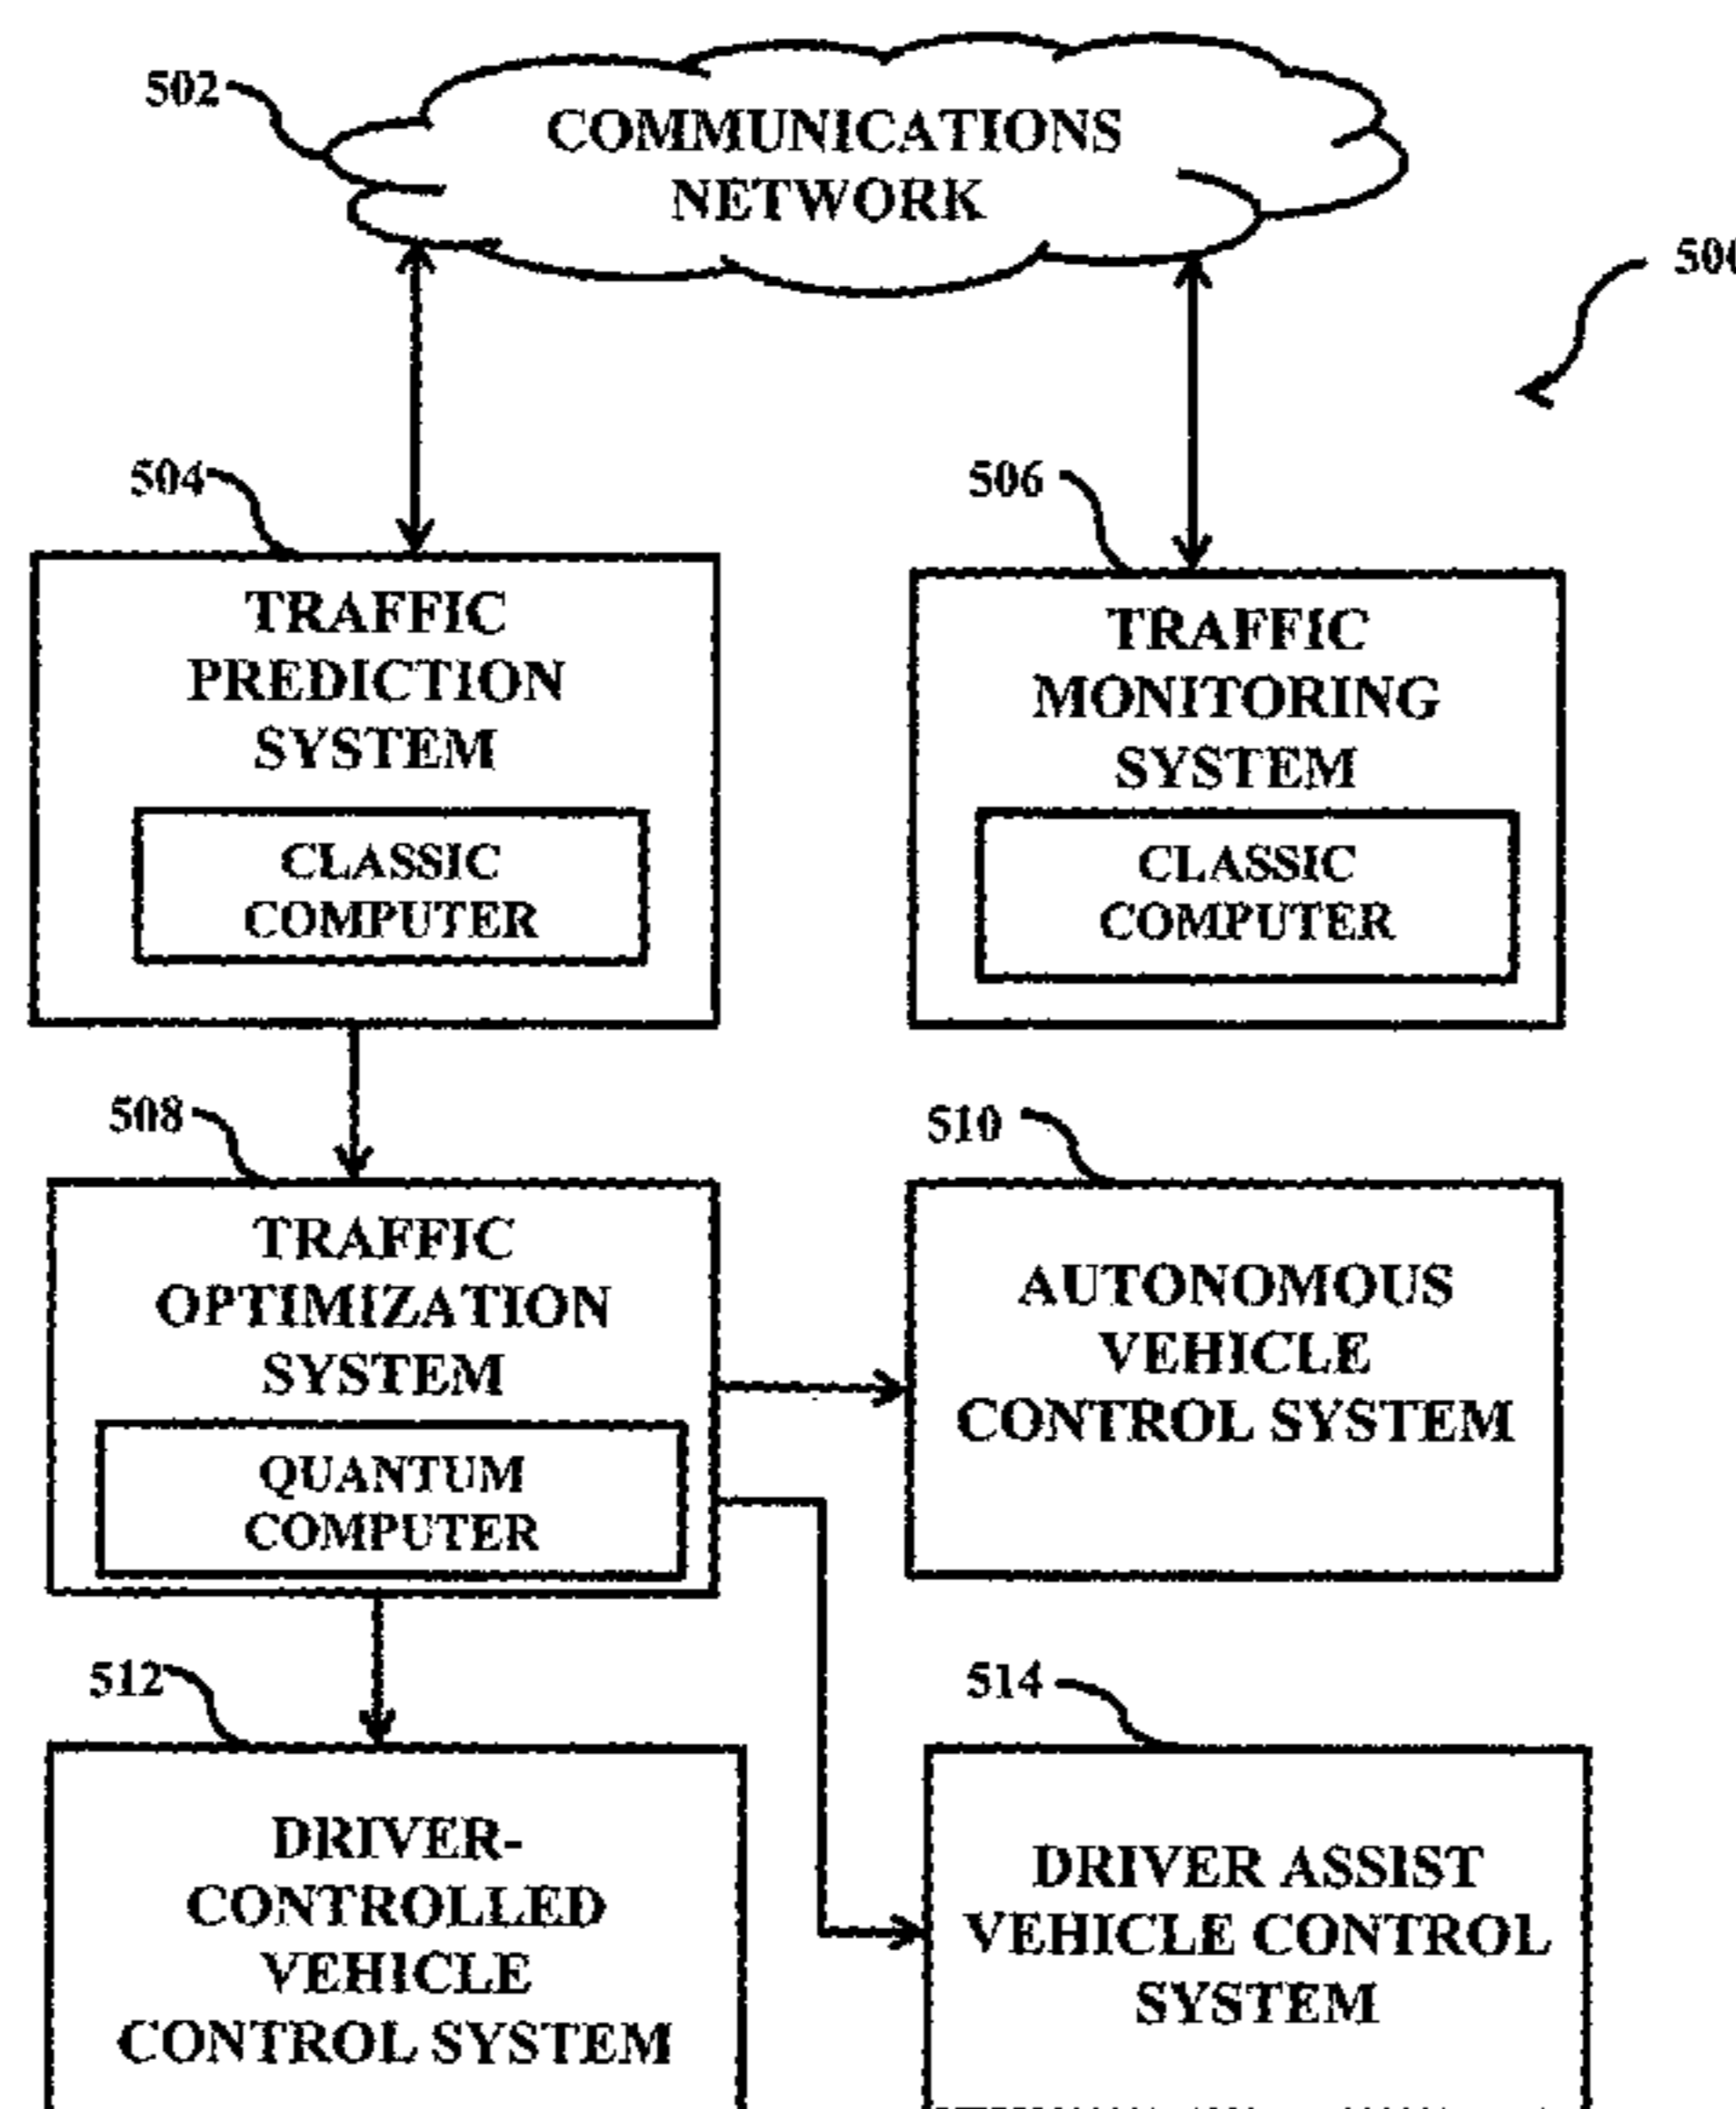 502
COMMUNICATIONS
NETWORK
504
506
TRAFFIC
PREDICTION
SYSTEM
CLASSIC
COMPUTER
TRAFFIC
MONITORING
SYSTEM
CLASSIC
COMPUTER
508
510
TRAFFIC
OPTIMIZATION
SYSTEM
QUANTUM
COMPUTER
AUTONOMOUS
VEHICLE
CONTROL SYSTEM
512
514
DRIVER-
CONTROLLED
VEHICLE
CONTROL SYSTEM
DRIVER ASSIST
VEHICLE CONTROL
SYSTEM